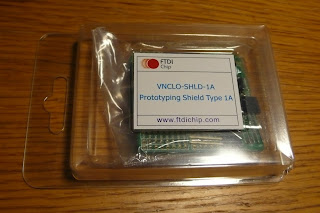 FTDI
Chip
VNCLO-SHLD-1A
Prototyping Shield Type 1A
www.ftdichip.com